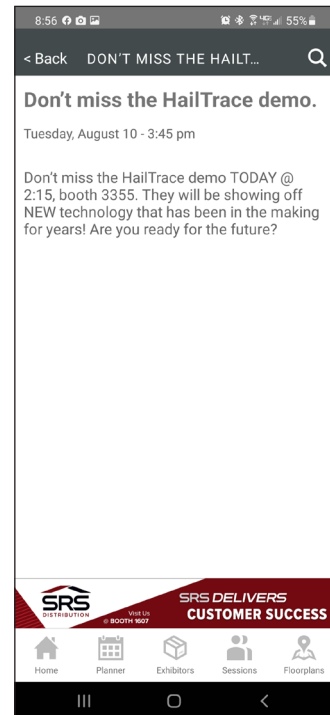 8:56 55%
< Back DON'T MISS THE HAILT...
Don't miss the HailTrace demo.
Tuesday, August 10 - 3:45 pm
Don't miss the HailTrace demo TODAY @
2:15, booth 3355. They will be showing off
NEW technology that has been in the making
for years! Are you ready for the future?
SRS
DISTRIBUTION
Visit Us
@ BOOTH 1607
SRS DELIVERS
CUSTOMER SUCCESS
Home Planner Exhibitors Sessions Floorplans